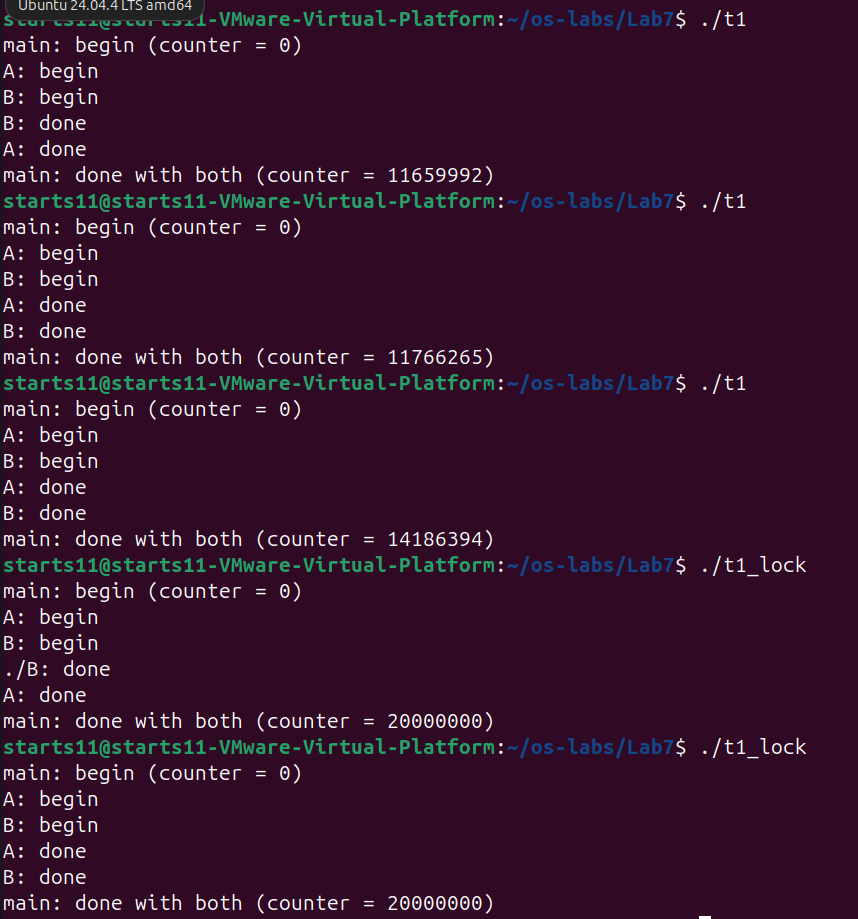 Ubuntu 24.04.4 LTS amd64
starts11@starts11-VMware-Virtual-Platform:~/os-labs/Lab7$ ./t1
main: begin (counter = 0)
A: begin
B: begin
B: done
A: done
main: done with both (counter = 11659992)
starts11@starts11-VMware-Virtual-Platform:~/os-labs/Lab7$ ./t1
main: begin (counter = 0)
A: begin
B: begin
A: done
B: done
main: done with both (counter = 11766265)
starts11@starts11-VMware-Virtual-Platform:~/os-labs/Lab7$ ./t1
main: begin (counter = 0)
A: begin
B: begin
A: done
B: done
main: done with both (counter = 14186394)
starts11@starts11-VMware-Virtual-Platform:~/os-labs/Lab7$ ./t1_lock
main: begin (counter = 0)
A: begin
B: begin
./B: done
A: done
main: done with both (counter = 20000000)
starts11@starts11-VMware-Virtual-Platform:~/os-labs/Lab7$ ./t1_lock
main: begin (counter = 0)
A: begin
B: begin
A: done
B: done
main: done with both (counter = 20000000)